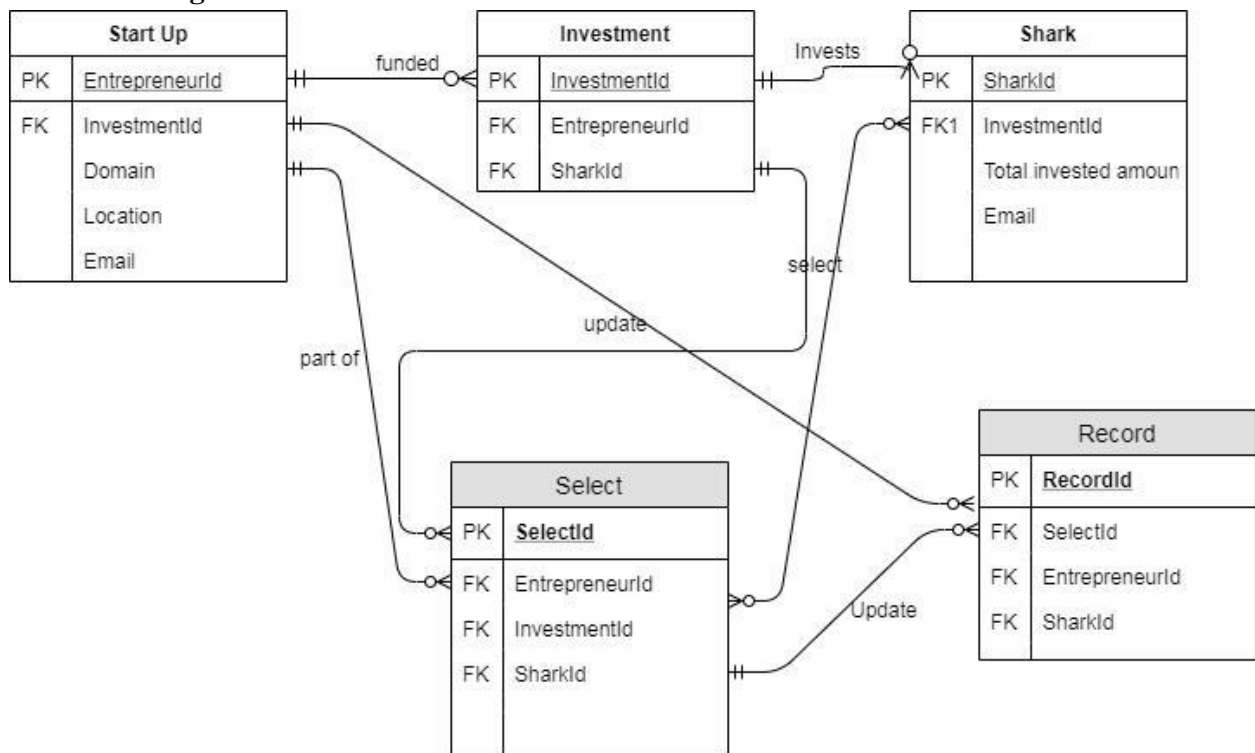 Start Up
PK EntrepreneurId
FK InvestmentId
Domain
Location
Email
funded
Investment
PK InvestmentId
FK EntrepreneurId
FK SharkId
Invests
Shark
PK SharkId
FK1 InvestmentId
Total invested amoun
Email
select
update
part of
Select
PK SelectId
FK EntrepreneurId
FK InvestmentId
FK SharkId
Update
Record
PK RecordId
FK SelectId
FK EntrepreneurId
FK SharkId